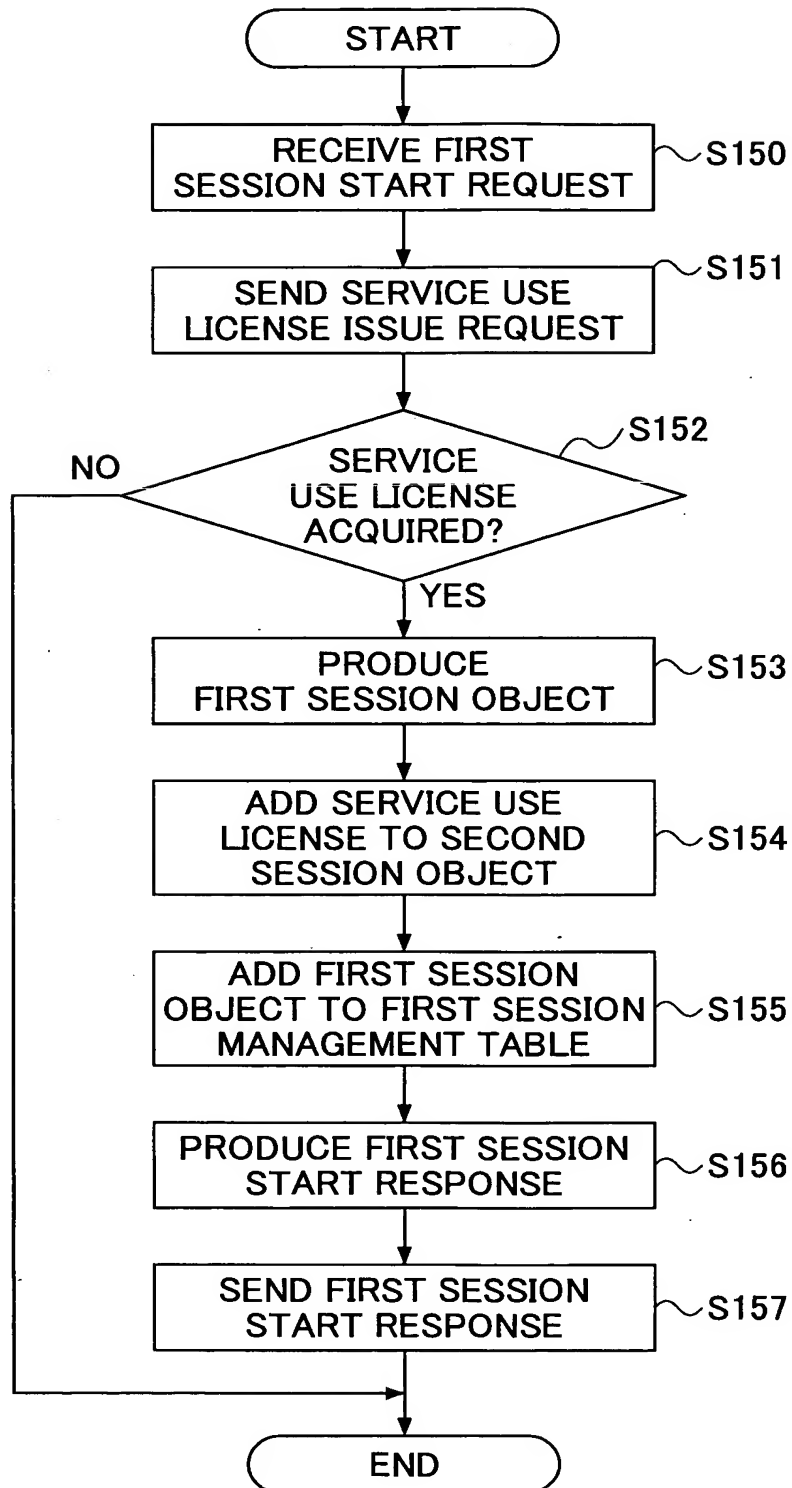 START
RECEIVE FIRST
SESSION START REQUEST
S150
SEND SERVICE USE
LICENSE ISSUE REQUEST
S151
SERVICE
USE LICENSE
ACQUIRED?
S152
NO
YES
PRODUCE
FIRST SESSION OBJECT
S153
ADD SERVICE USE
LICENSE TO SECOND
SESSION OBJECT
S154
ADD FIRST SESSION
OBJECT TO FIRST SESSION
MANAGEMENT TABLE
S155
PRODUCE FIRST SESSION
START RESPONSE
S156
SEND FIRST SESSION
START RESPONSE
S157
END